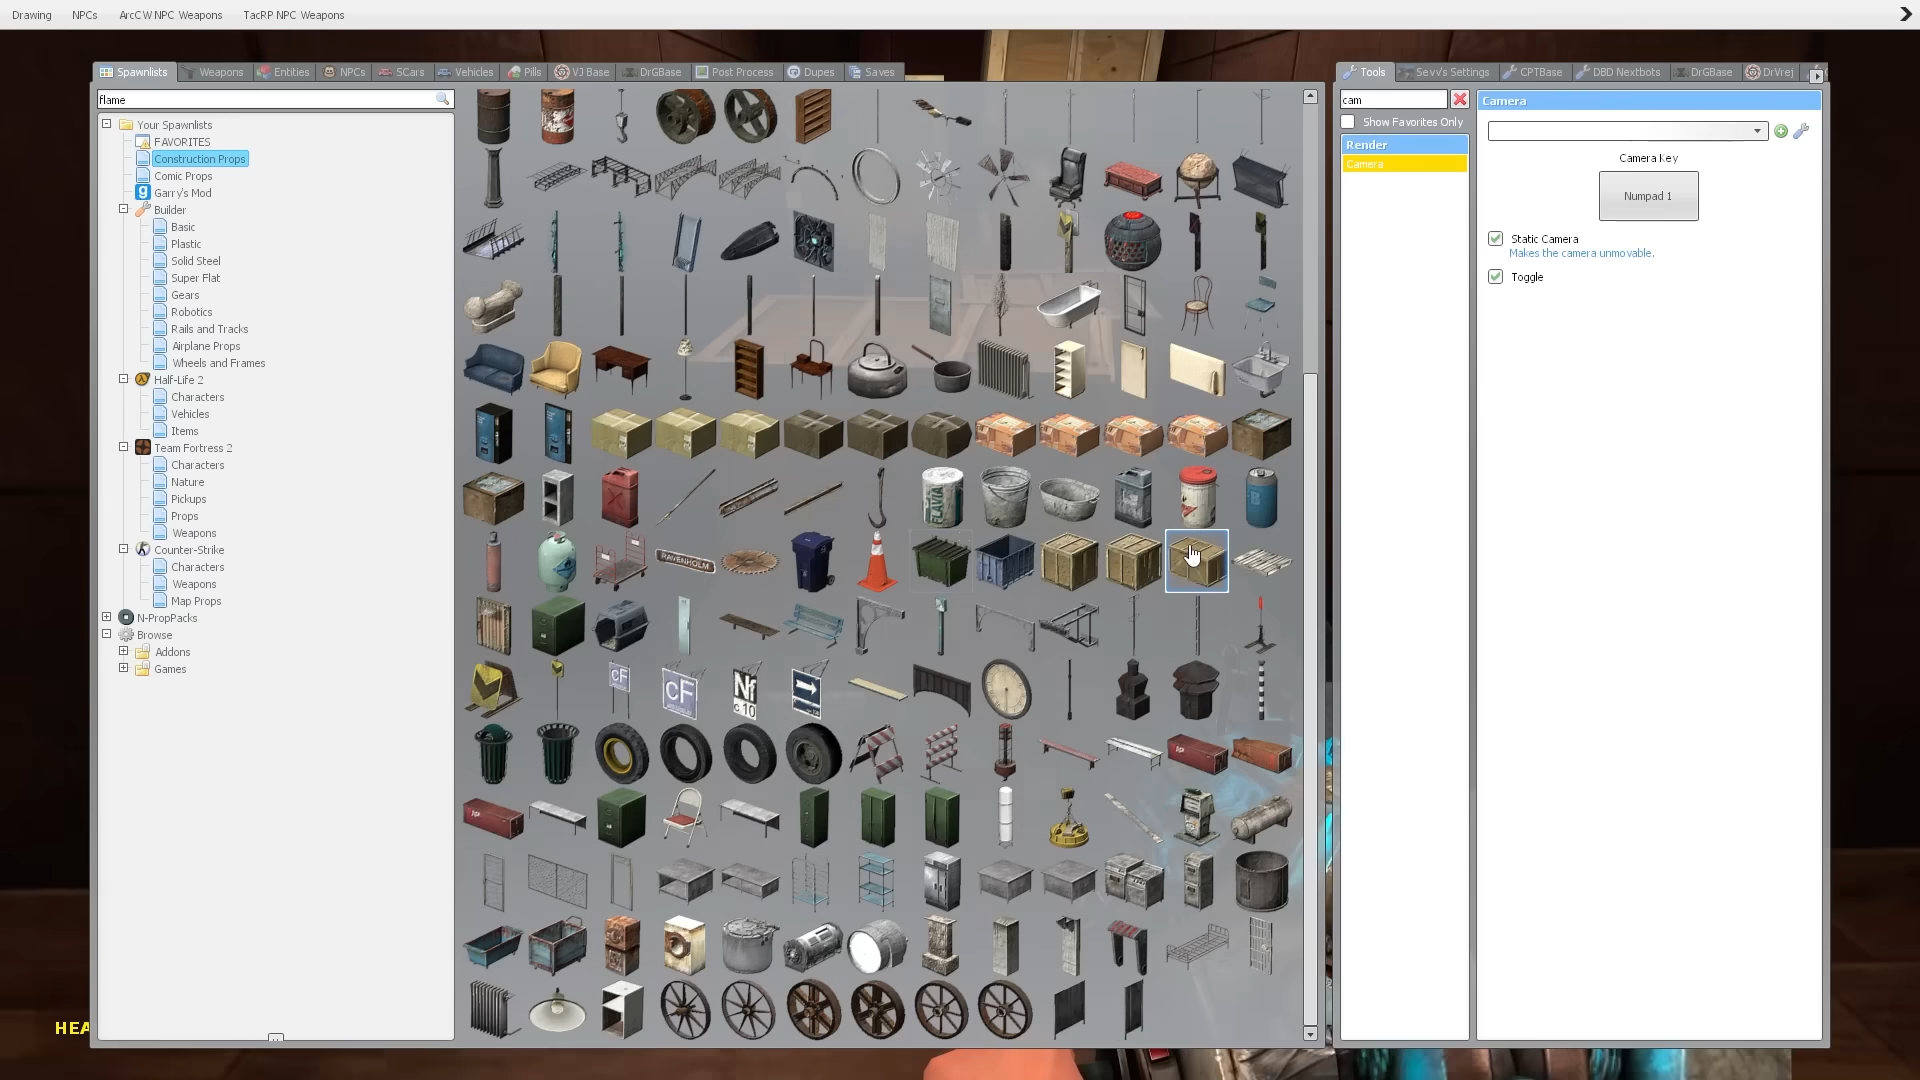 Drawing NPCs ArcCW NPC Weapons TacRP NPC Weapons
Spawnlists Weapons Entities NPCs SCars Vehicles Pills VJ Base DrGBase Post Process Dupes Saves
flame
Your Spawnlists
FAVORITES
Construction Props
Comic Props
Garry's Mod
Builder
Basic
Plastic
Solid Steel
Super Flat
Gears
Robotics
Rails and Tracks
Airplane Props
Wheels and Frames
Half-Life 2
Characters
Vehicles
Items
Team Fortress 2
Characters
Nature
Pickups
Props
Weapons
Counter-Strike
Characters
Weapons
Map Props
N-PropPacks
Browse
Addons
Games
FLAVIA
RAVENHOLM
CF
CF
Nf
c 10
HEA
Tools Sevv's Settings CPTBase DBD Nextbots DrGBase DrVrej
cam
Show Favorites Only
Render
Camera
Camera
Camera Key
Numpad 1
Static Camera
Makes the camera unmovable.
Toggle